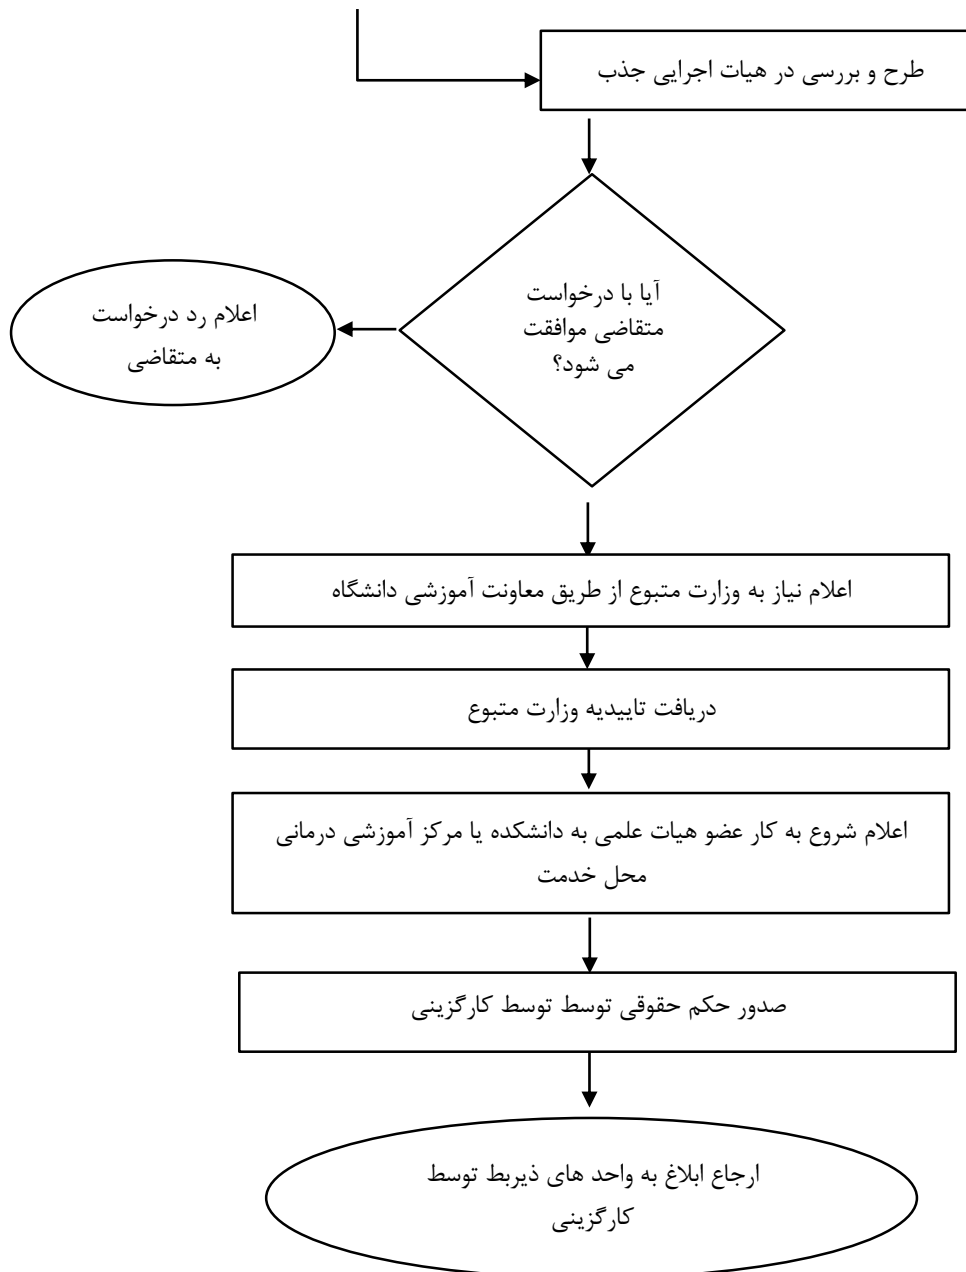 طرح و بررسی در هیات اجرایی جذب
آیا با درخواست
متقاضی موافقت
می شود؟
اعلام رد درخواست
به متقاضی
اعلام نیاز به وزارت متبوع از طریق معاونت آموزشی دانشگاه
دریافت تاییدیه وزارت متبوع
اعلام شروع به کار عضو هیات علمی به دانشکده یا مرکز آموزشی درمانی
محل خدمت
صدور حکم حقوقی توسط توسط کارگزینی
ارجاع ابلاغ به واحد های ذیربط توسط
کارگزینی